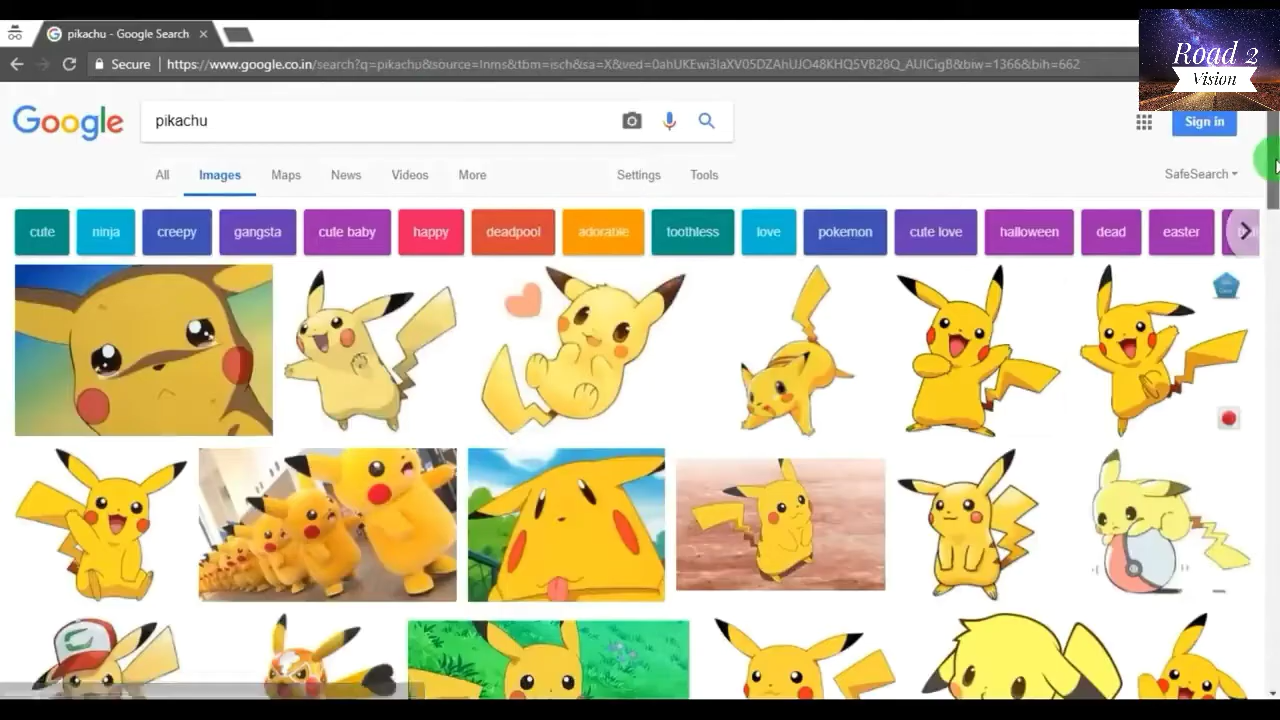 pikachu - Google Search
Road 2
Vision
Secure
https://www.google.co.in/search?q=pikachu&source=lnms&tbm=isch&sa=X&ved=
&biw=1366&bih=662
Google
pikachu
Sign in
All Images Maps News Videos More Settings Tools SafeSearch
cute ninja creepy gangsta cute baby happy deadpool adorable toothless love pokemon cute love halloween dead easter